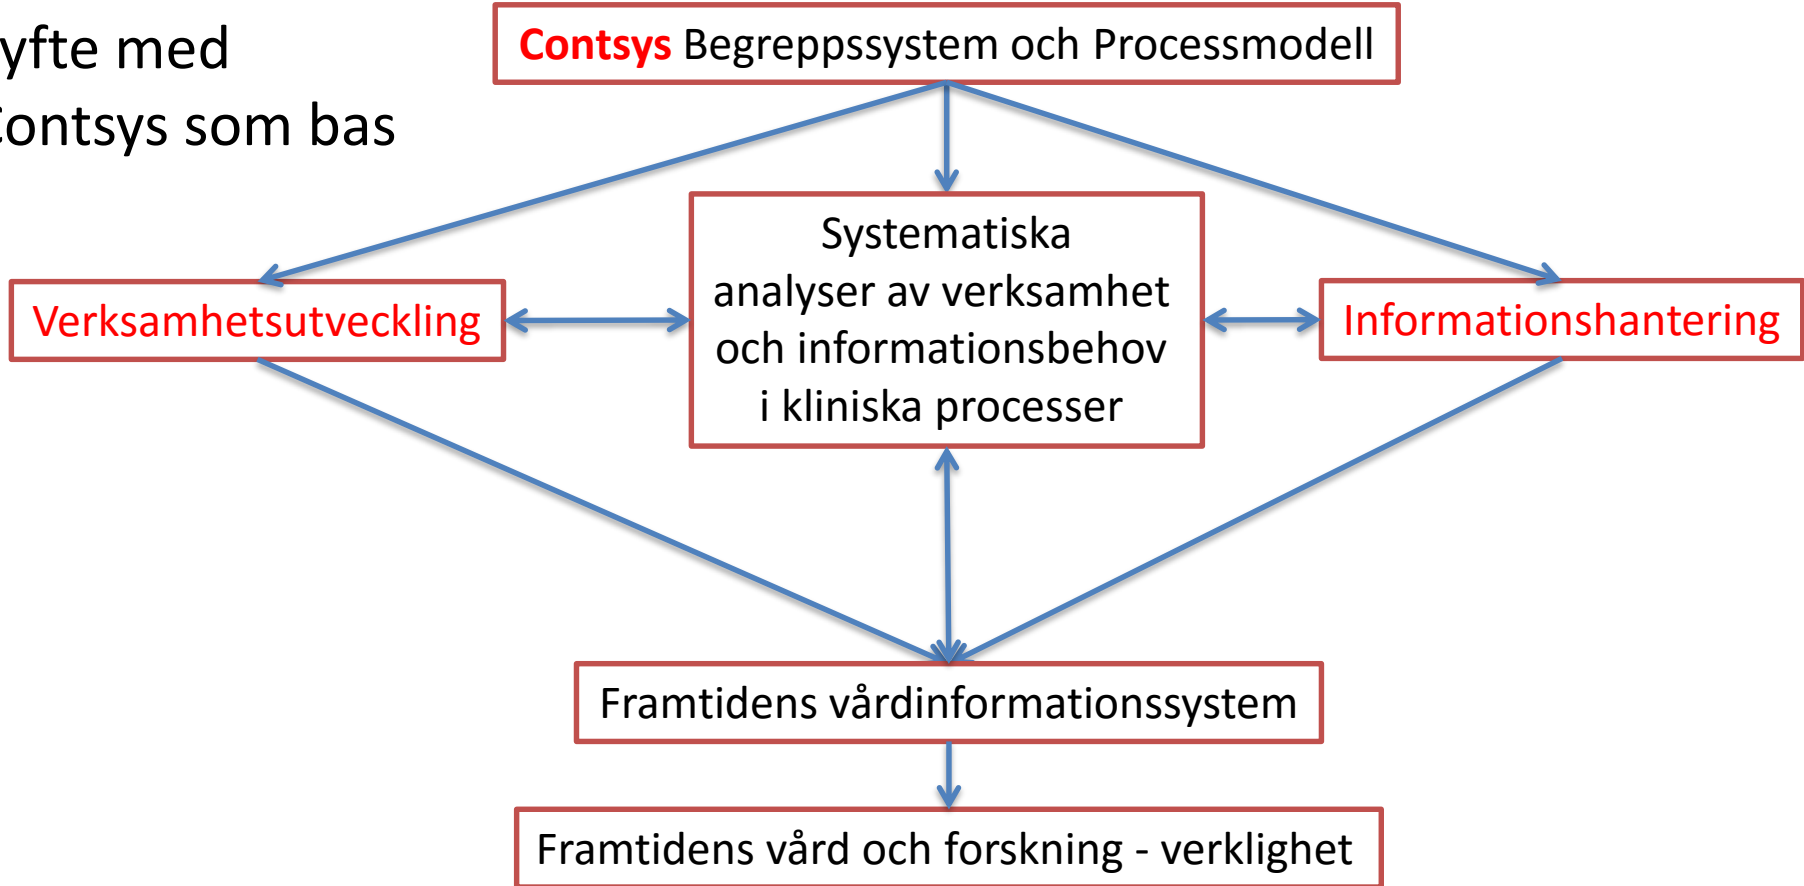 yfte med
Contsys som bas
Contsys Begreppssystem och Processmodell
Systematiska
analyser av verksamhet
och informationsbehov
i kliniska processer
Verksamhetsutveckling
Informationshantering
Framtidens vårdinformationssystem
Framtidens vård och forskning - verklighet